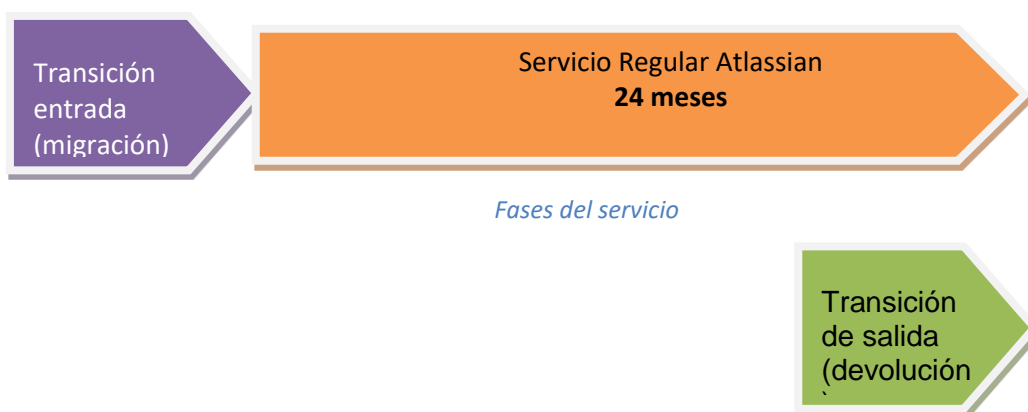 Transición
entrada
(migración)
Servicio Regular Atlassian
24 meses
Fases del servicio
Transición
de salida
(devolución
)